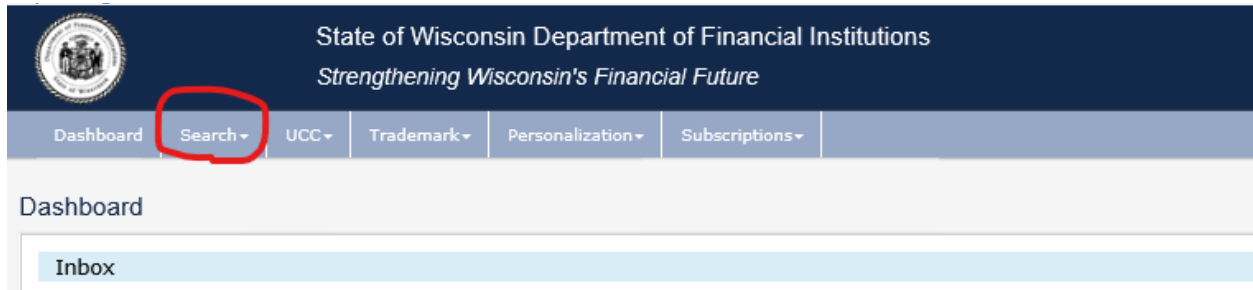 State of Wisconsin Department of Financial Institutions
Strengthening Wisconsin's Financial Future
Dashboard Search UCC Trademark Personalization Subscriptions
Dashboard
Inbox